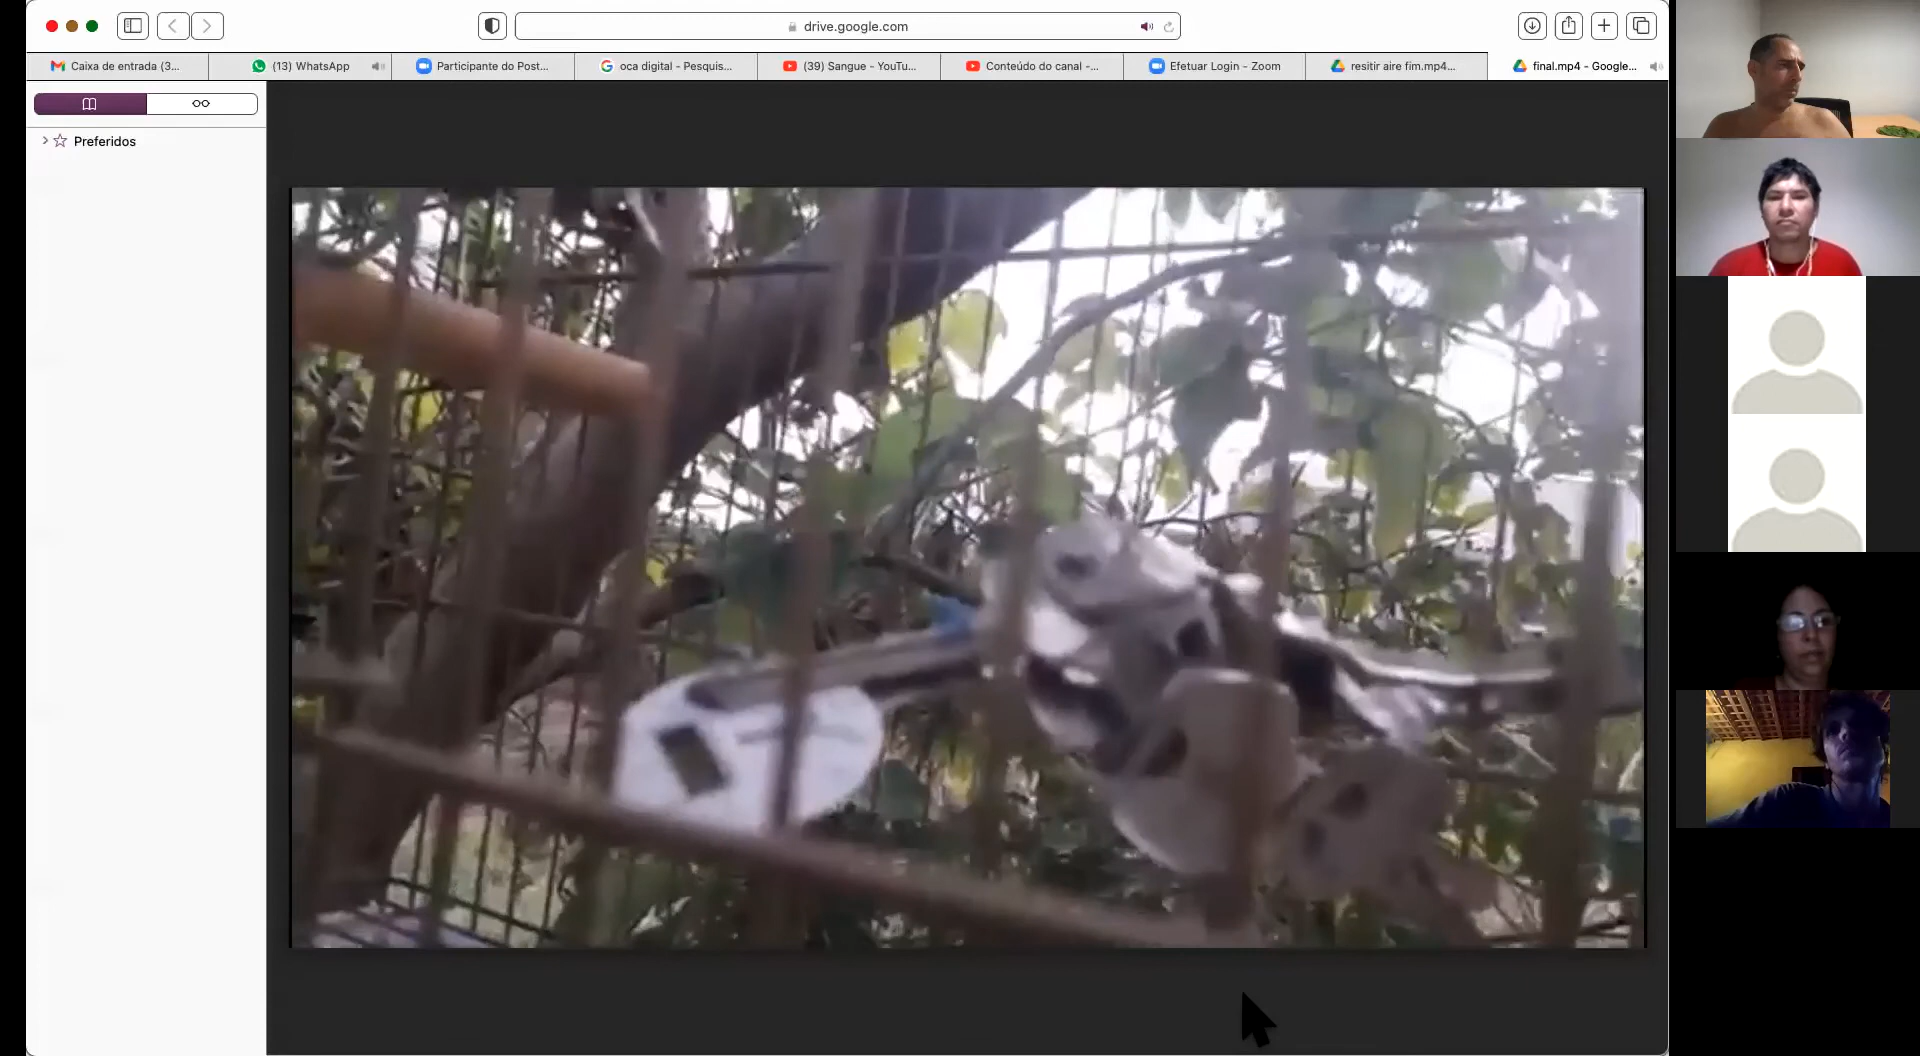 drive.google.com
Caixa de entrada (3...
(13) WhatsApp
Participante do Post...
oca digital - Pesquis...
(39) Sangue - YouTu...
Conteúdo do canal -...
Efetuar Login - Zoom
resitir aire fim.mp4...
final.mp4 - Google...
Preferidos